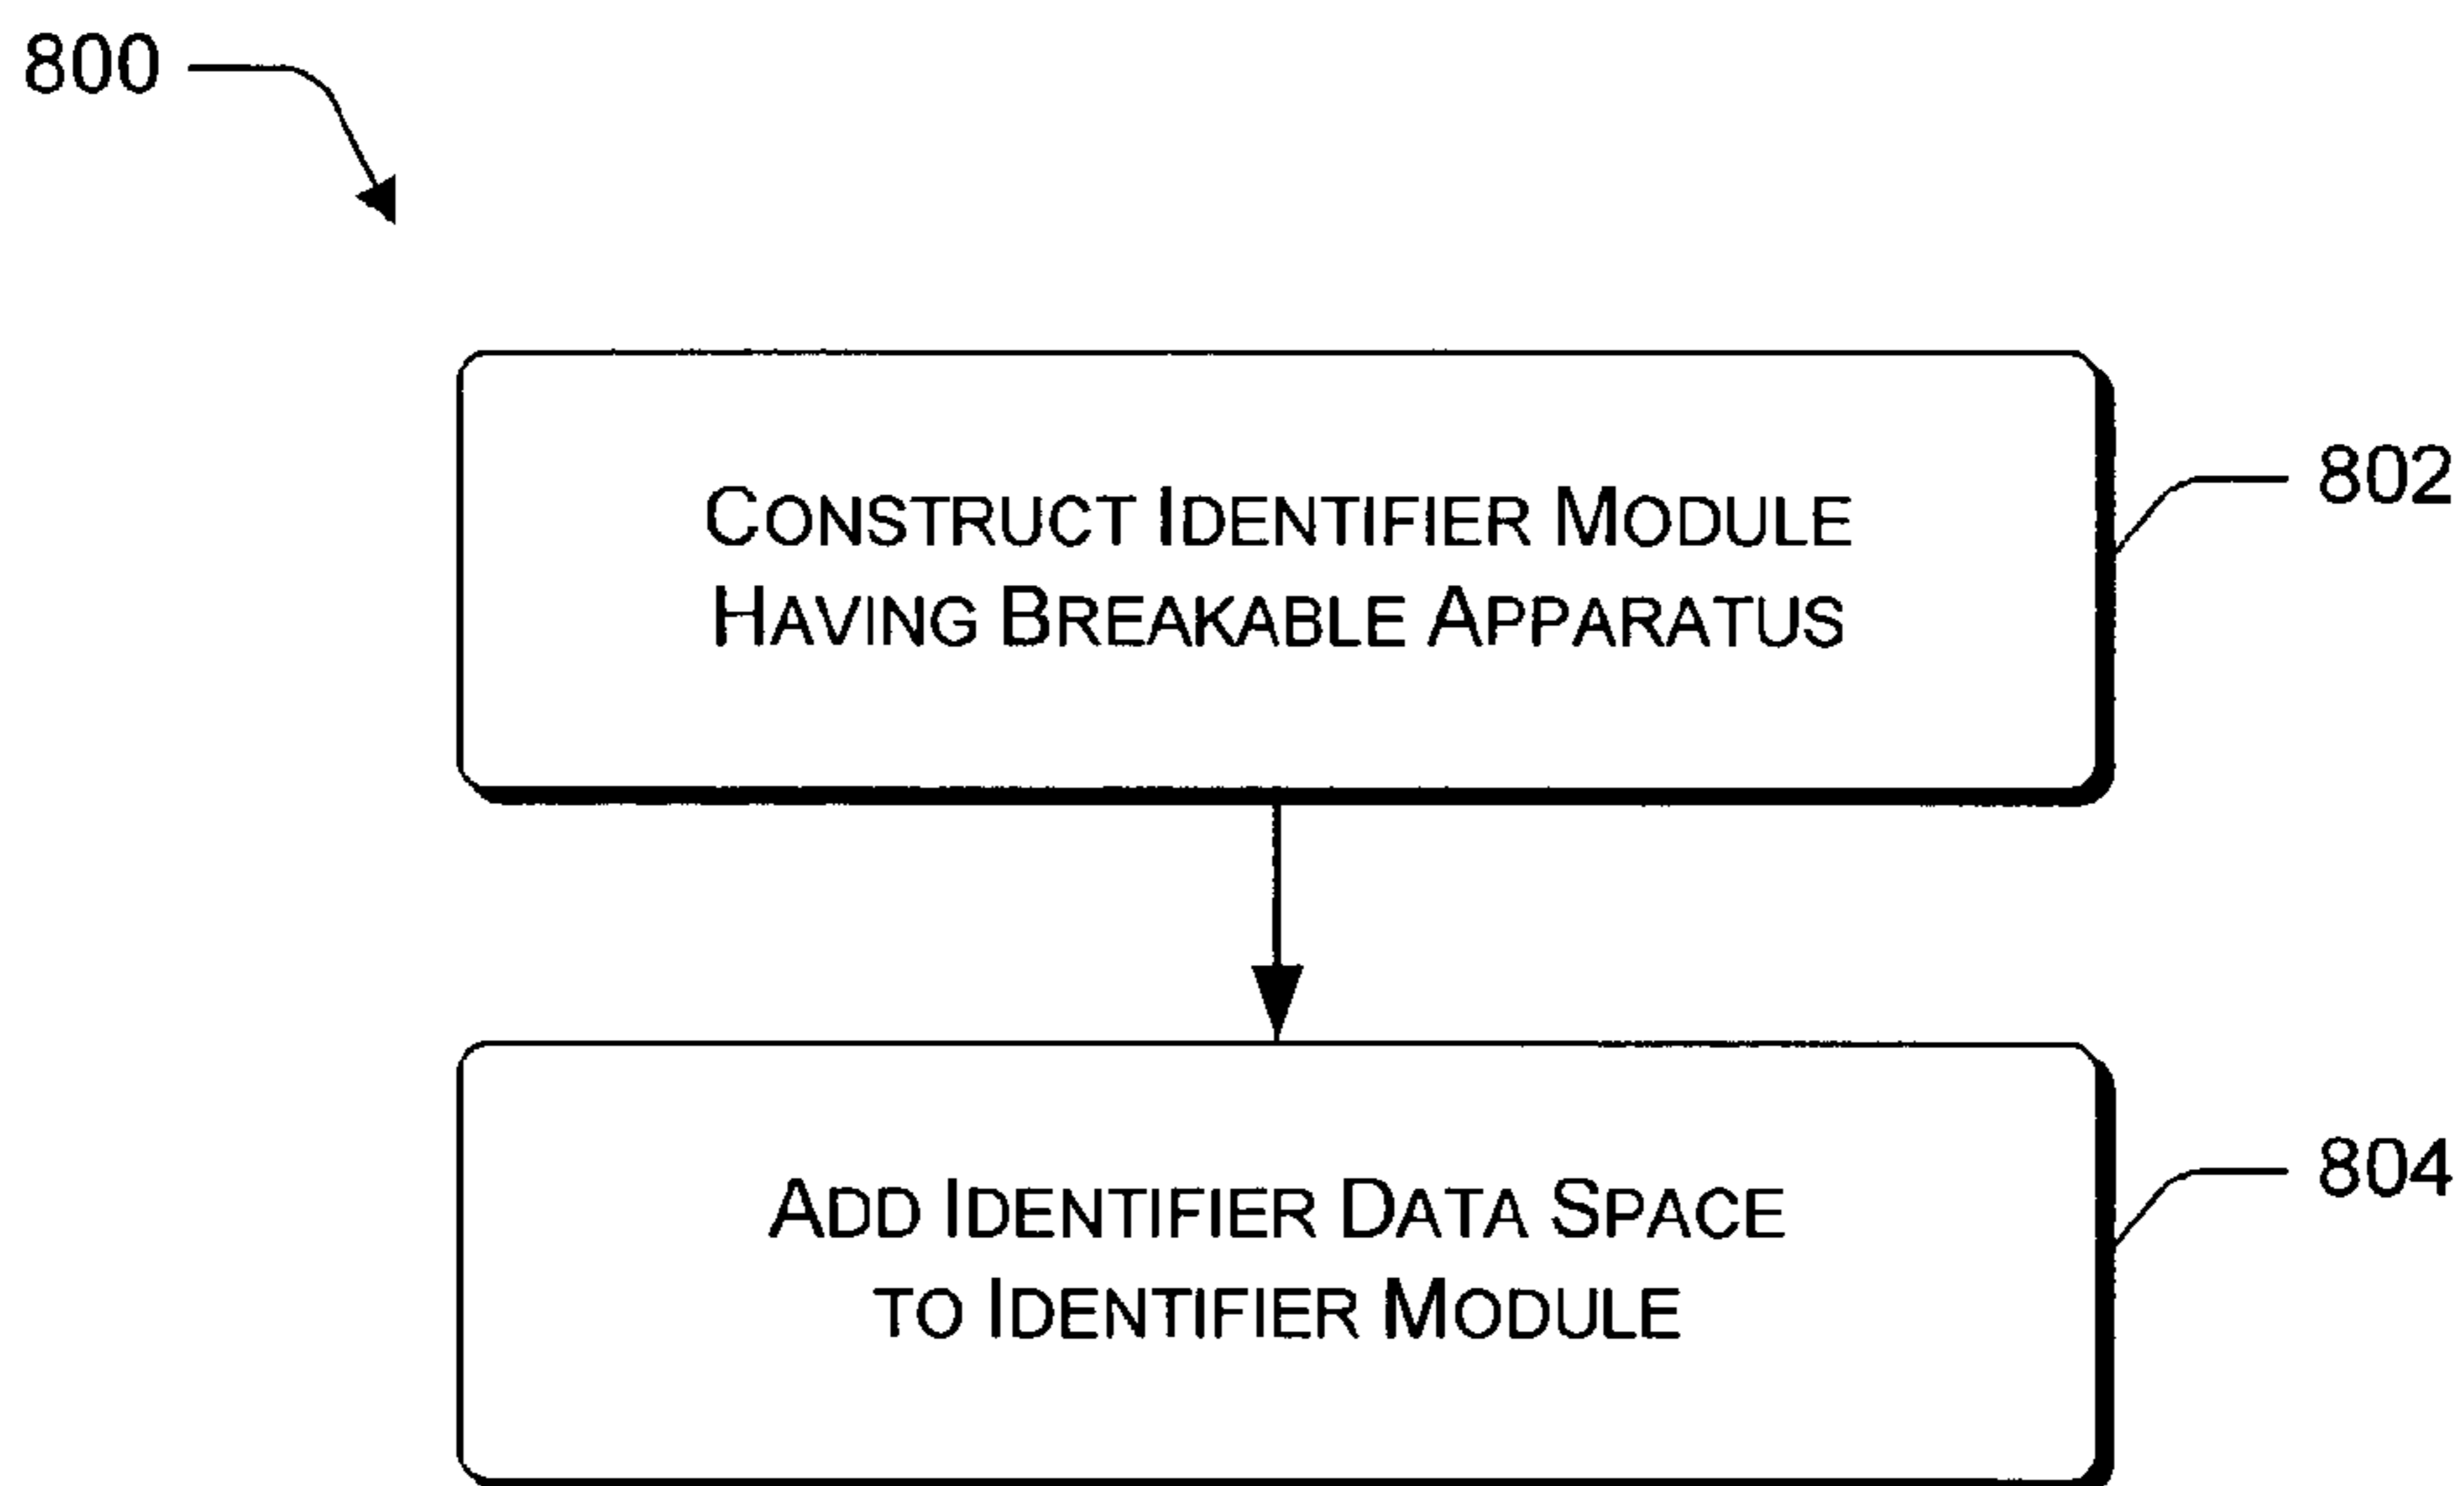 800
CONSTRUCT IDENTIFIER MODULE
HAVING BREAKABLE APPARATUS
802
ADD IDENTIFIER DATA SPACE
TO IDENTIFIER MODULE
804